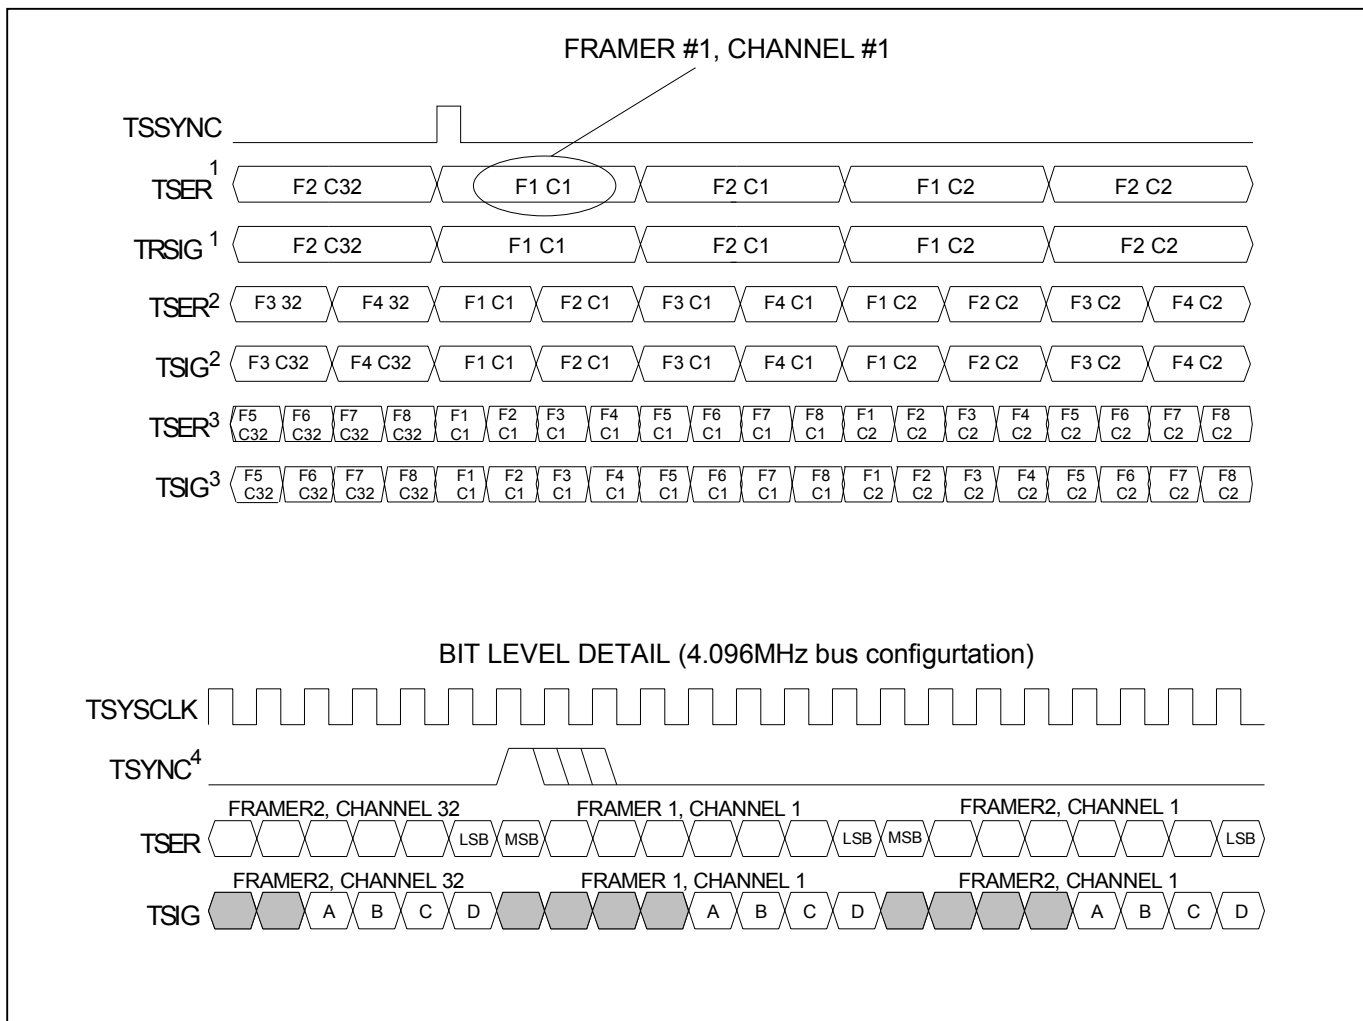 FRAMER #1, CHANNEL #1
TSSYNC
TSER1 F2 C32 F1 C1 F2 C1 F1 C2 F2 C2
TRSIG 1 F2 C32 F1 C1 F2 C1 F1 C2 F2 C2
TSER2 F3 32 F4 32 F1 C1 F2 C1 F3 C1 F4 C1 F1 C2 F2 C2 F3 C2 F4 C2
TSIG2 F3 C32 F4 C32 F1 C1 F2 C1 F3 C1 F4 C1 F1 C2 F2 C2 F3 C2 F4 C2
F5 F6 F7 F8 F1 F2 F3 F4 F5 F6 F7 F8 F1 F2 F3 F4 F5 F6 F7 F8
TSER3 C32 C32 C32 C32 C1 C1 C1 C1 C1 C1 C1 C1 C2 C2 C2 C2 C2 C2 C2 C2
F5 F6 F7 F8 F1 F2 F3 F4 F5 F6 F7 F8 F1 F2 F3 F4 F5 F6 F7 F8
TSIG3 C32 C32 C32 C32 C1 C1 C1 C1 C1 C1 C1 C1 C2 C2 C2 C2 C2 C2 C2 C2
BIT LEVEL DETAIL (4.096MHz bus configurtation)
TSYSCLK
TSYNC4
FRAMER2, CHANNEL 32 FRAMER 1, CHANNEL 1 FRAMER2, CHANNEL 1
TSER LSB MSB LSB MSB LSB
FRAMER2, CHANNEL 32 FRAMER 1, CHANNEL 1 FRAMER2, CHANNEL 1
TSIG A B C D A B C D A B C D